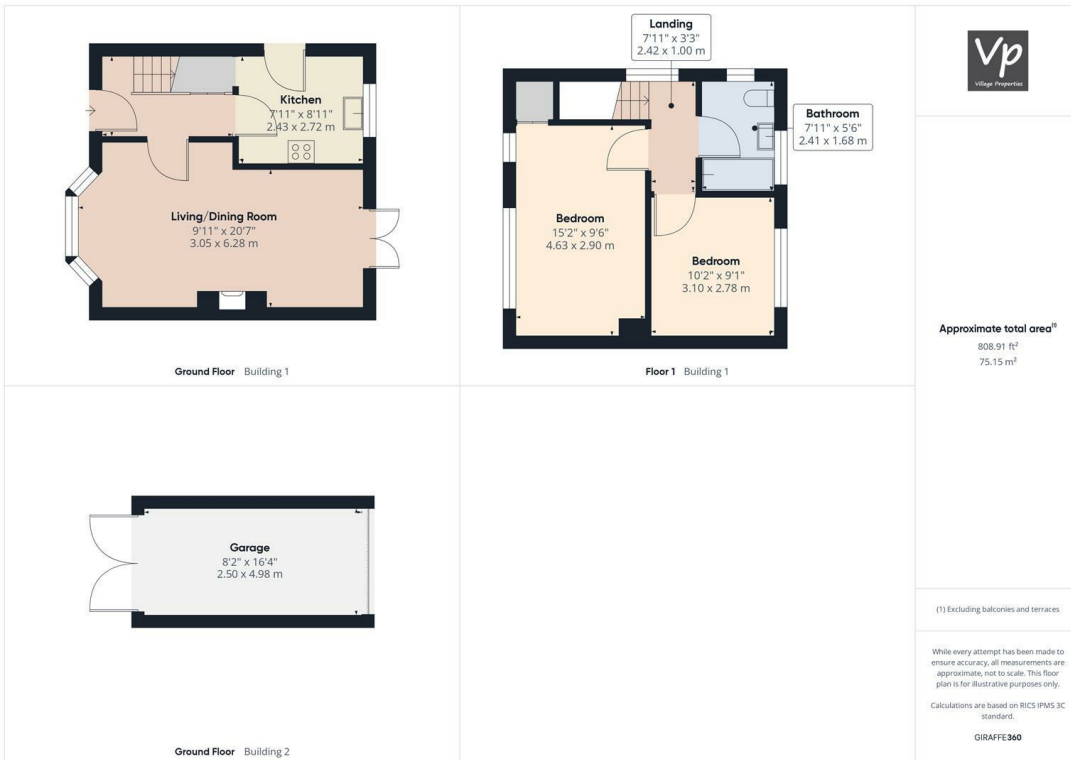 Kitchen
7'11" x 8'11"
2.43 x 2.72 m
Living/Dining Room
9'11" x 20'7"
3.05 x 6.28 m
Ground Floor Building 1
Landing
7'11" x 3'3"
2.42 x 1.00 m
Bathroom
7'11" x 5'6"
2.41 x 1.68 m
Bedroom
15'2" x 9'6"
4.63 x 2.90 m
Bedroom
10'2" x 9'1"
3.10 x 2.78 m
Floor 1 Building 1
Garage
8'2" x 16'4"
2.50 x 4.98 m
Ground Floor Building 2
Vp
Village Properties
Approximate total area⁽¹⁾
808.91 ft²
75.15 m²
(1) Excluding balconies and terraces
While every attempt has been made to
ensure accuracy, all measurements are
approximate, not to scale. This floor
plan is for illustrative purposes only.
Calculations are based on RICS IPMS 3C
standard.
GIRAFFE360